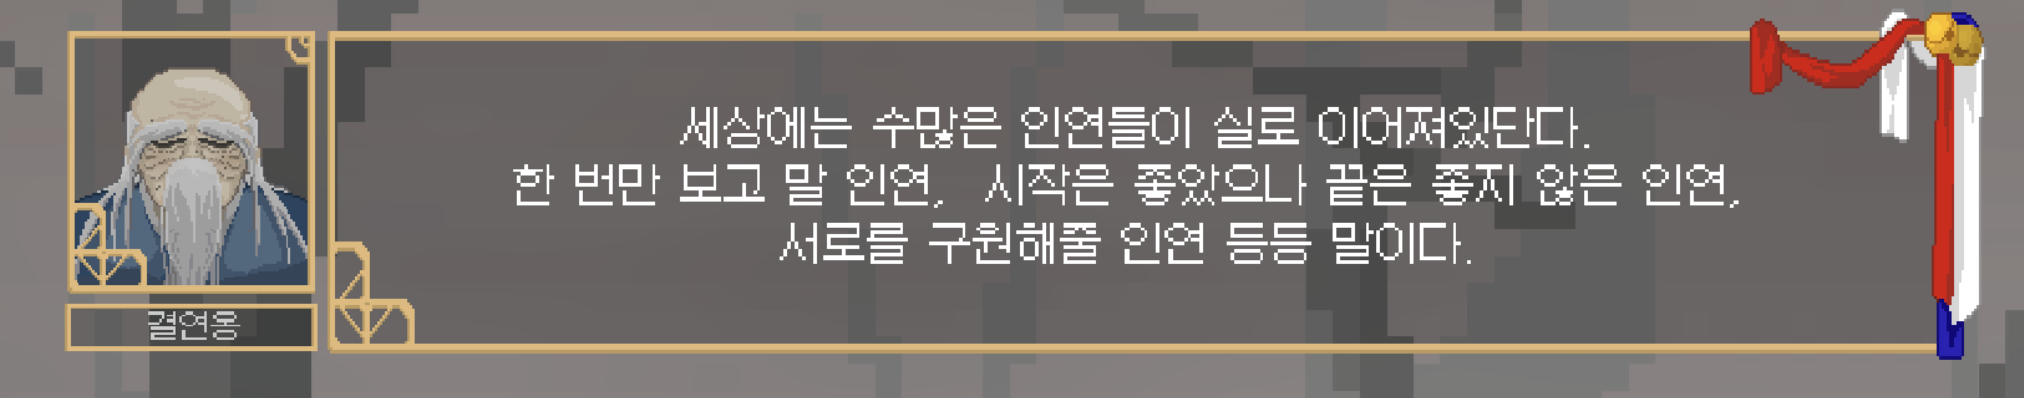 세상에는 수많은 인연들이 실로 이어져있단다.
한 번만 보고 말 인연, 시작은 좋았으나 끝은 좋지 않은 인연,
서로를 구원해줄 인연 등등 말이다.
결연옹